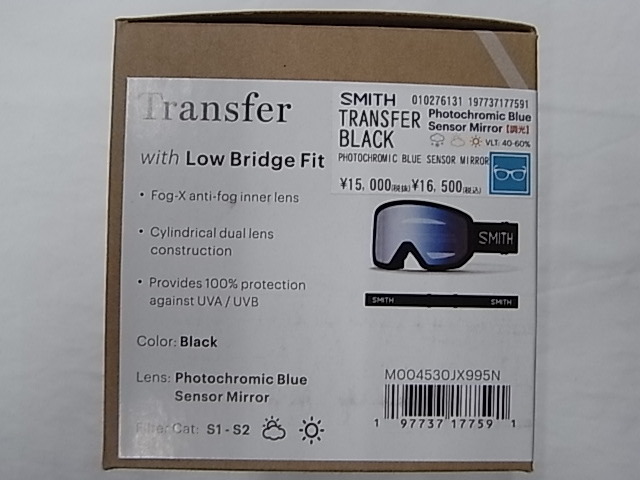 Transfer
with Low Bridge Fit
• Fog-X anti-fog inner lens
• Cylindrical dual lens
construction
• Provides 100% protection
against UVA / UVB
Color: Black
Lens: Photochromic Blue
Sensor Mirror
Filter Cat: S1 - S2
SMITH 010276131 197737177591
TRANSFER
BLACK
Photochromic Blue
Sensor Mirror【調光】
VLT: 40-60%
PHOTOCHROMIC BLUE SENSOR MIRROR
¥15,000(税抜)¥16,500(税込)
SMITH
SMITH SMITH
M004530JX995N
1 97737 17759 1